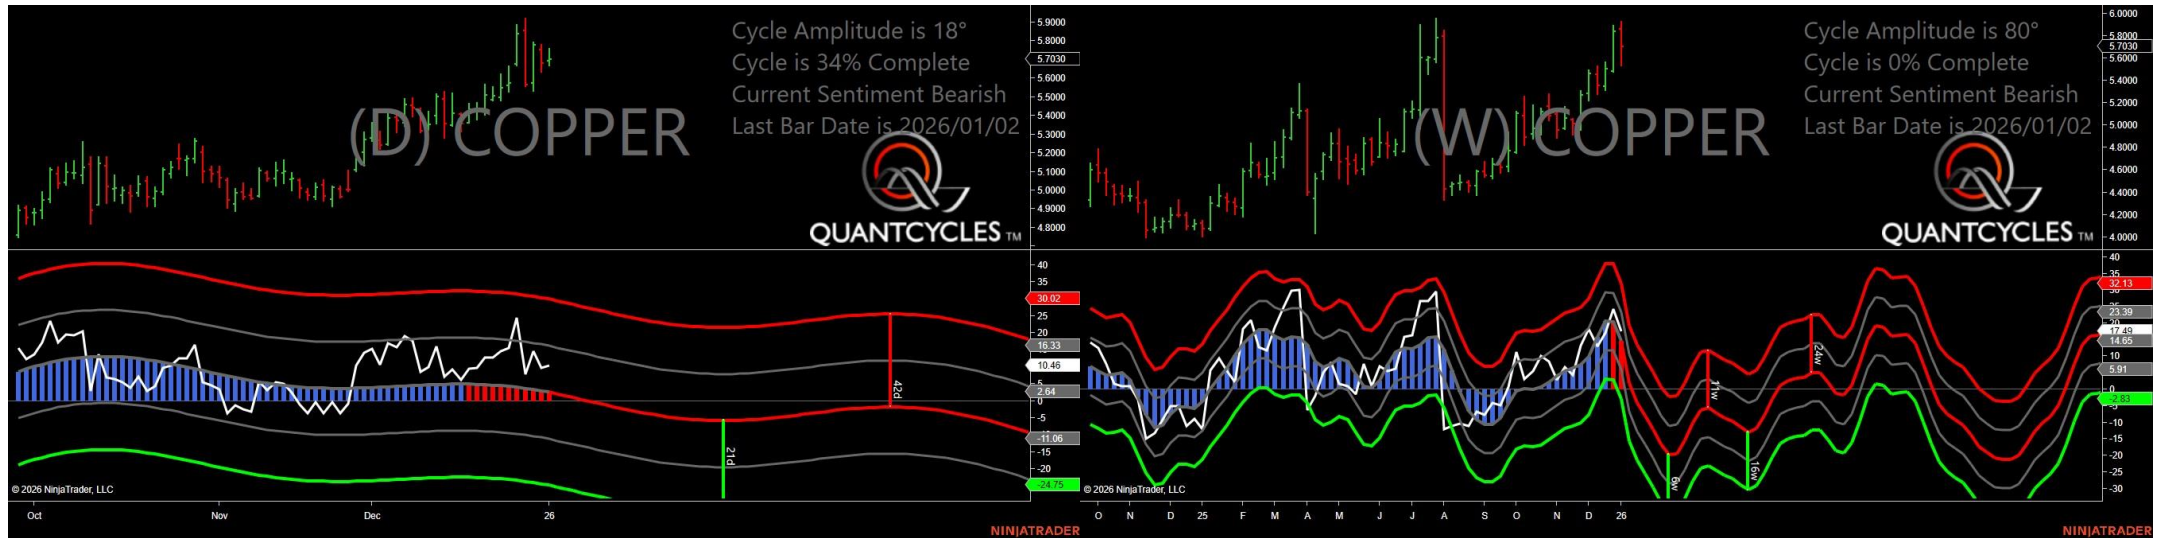 Cycle Amplitude is 18°
Cycle is 34% Complete
Current Sentiment Bearish
Last Bar Date is 2026/01/02
(D) COPPER
QUANTCYCLES TM
5.9000
5.8000
5.7030
5.6000
5.5000
5.4000
5.3000
5.2000
5.1000
5.0000
4.9000
4.8000
40
35
30.02
25
20
16.33
10.46
5
2.64
0
-5
-11.06
-15
-20
-24.75
42d
21d
© 2026 NinjaTrader, LLC
Oct Nov Dec 26
NINJATRADER
Cycle Amplitude is 80°
Cycle is 0% Complete
Current Sentiment Bearish
Last Bar Date is 2026/01/02
(W) COPPER
QUANTCYCLES TM
6.0000
5.8000
5.7030
5.6000
5.4000
5.2000
5.0000
4.8000
4.6000
4.4000
4.2000
4.0000
40
35
32.13
23.39
17.49
14.65
10
5.91
0
-2.83
-5
-10
-15
-20
-25
-30
6w
11w
16w
24w
© 2026 NinjaTrader, LLC
O N D 25 F M A M J J A S O N D 26
NINJATRADER